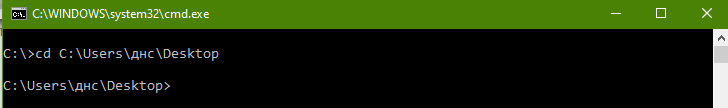 C:\WINDOWS\system32\cmd.exe
C:\>cd C:\Users\днс\Desktop
C:\Users\днс\Desktop>